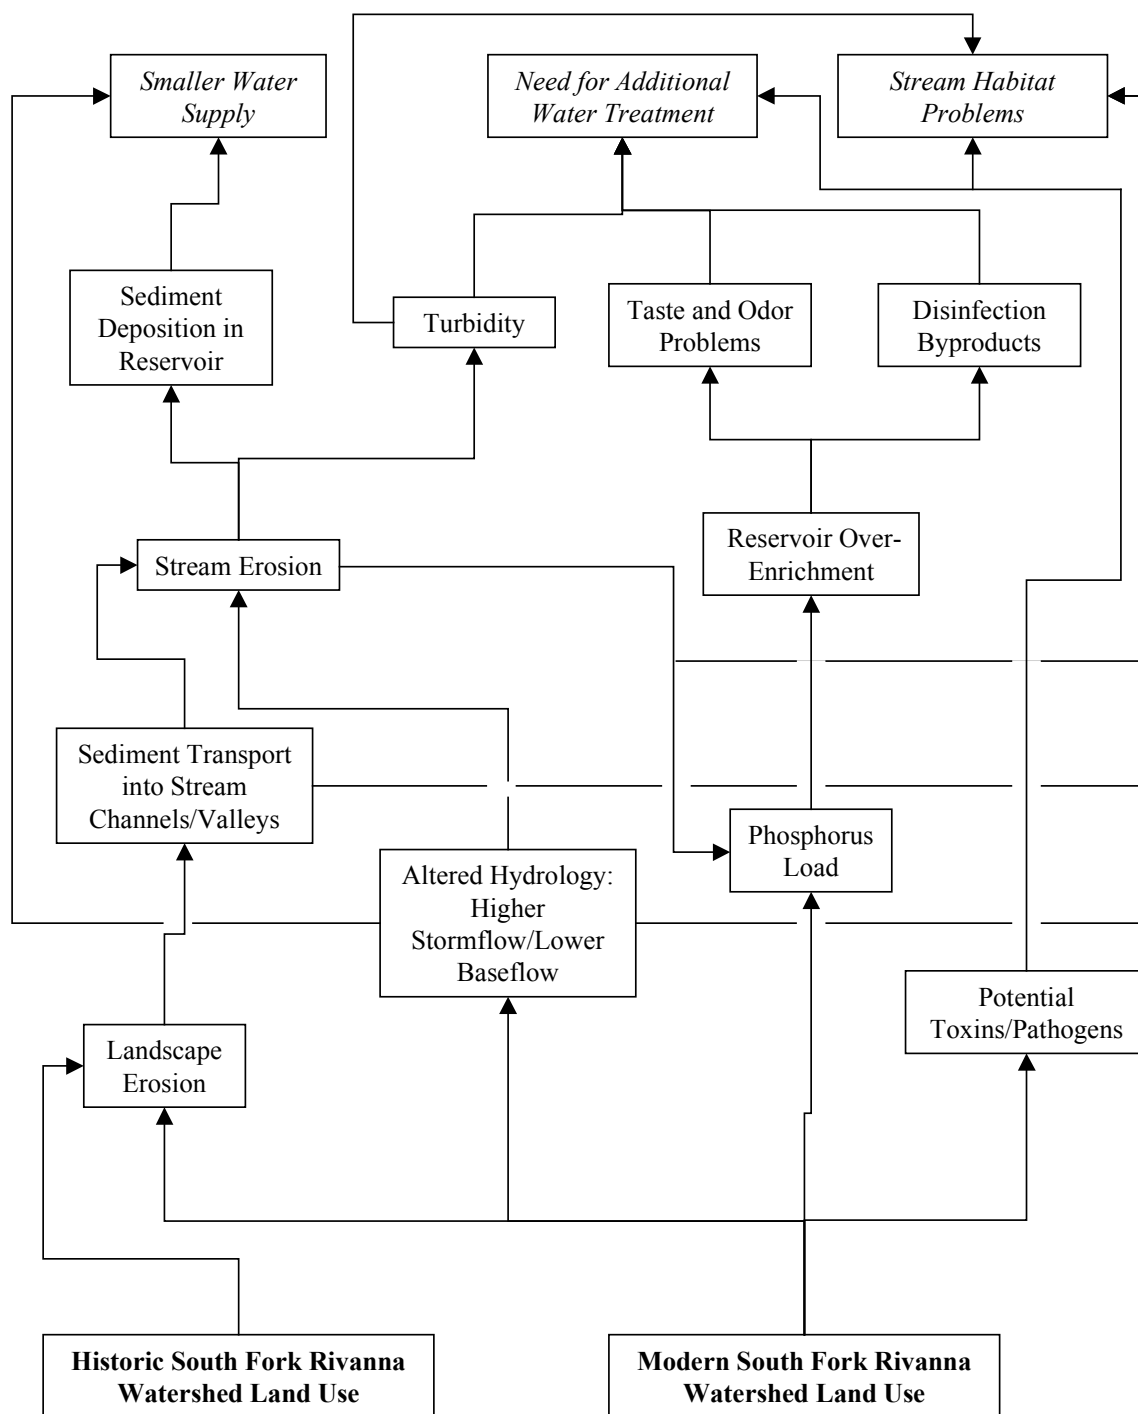 Smaller Water
Supply
Need for Additional
Water Treatment
Stream Habitat
Problems
Sediment
Deposition in
Reservoir
Turbidity
Taste and Odor
Problems
Disinfection
Byproducts
Stream Erosion
Reservoir Over-
Enrichment
Sediment Transport
into Stream
Channels/Valleys
Phosphorus
Load
Altered Hydrology:
Higher
Stormflow/Lower
Baseflow
Potential
Toxins/Pathogens
Landscape
Erosion
Historic South Fork Rivanna
Watershed Land Use
Modern South Fork Rivanna
Watershed Land Use